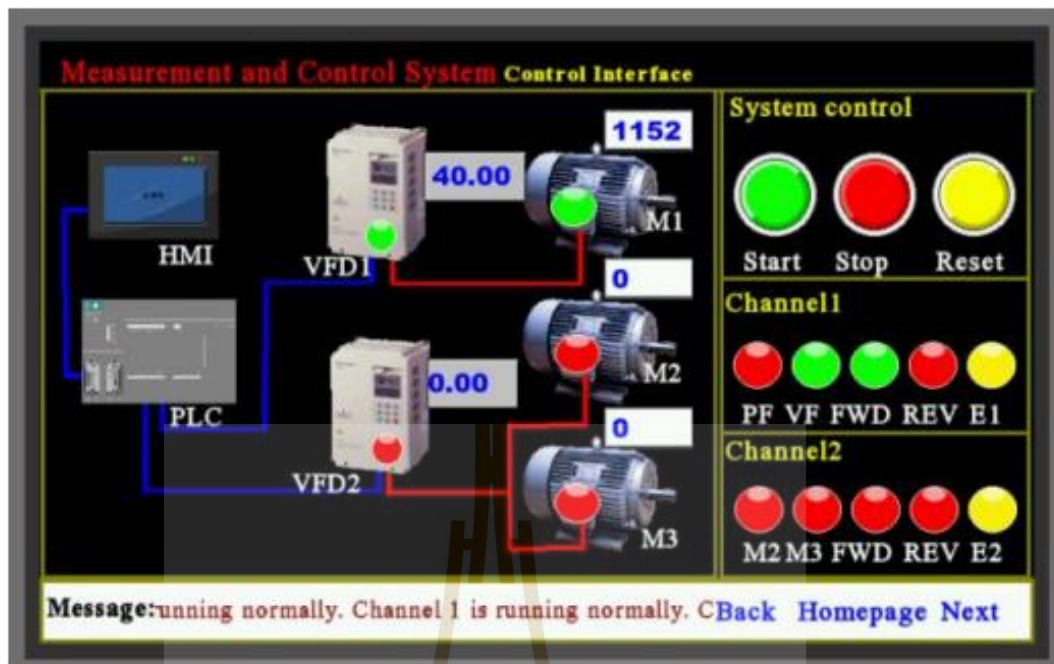 Measurement and Control System Control Interface
1152
40.00
M1
HMI
VFD1
0
M2
PLC
0.00
0
VFD2
M3
System control
Start Stop Reset
Channel1
PF VF FWD REV E1
Channel2
M2 M3 FWD REV E2
Message:unning normally. Channel 1 is running normally. C
Back Homepage Next